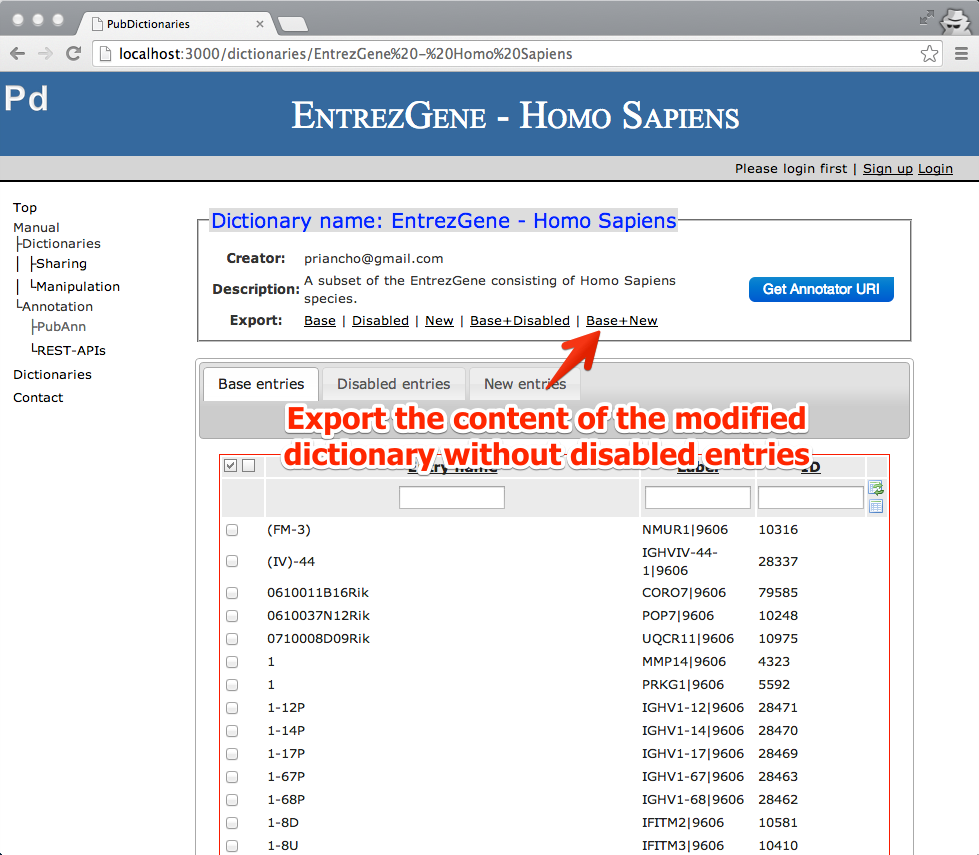 PubDictionaries
localhost:3000/dictionaries/EntrezGene%20-%20Homo%20Sapiens
Pd
EntrezGene - Homo Sapiens
Please login first | Sign up Login
Top
Manual
├Dictionaries
| ├Sharing
| └Manipulation
└Annotation
├PubAnn
└REST-APIs
Dictionaries
Contact
Dictionary name: EntrezGene - Homo Sapiens
Creator: priancho@gmail.com
Description: A subset of the EntrezGene consisting of Homo Sapiens
species.
Export: Base | Disabled | New | Base+Disabled | Base+New
Get Annotator URI
Base entries Disabled entries New entries
Export the content of the modified
dictionary without disabled entries
Entry name Label ID
(FM-3) NMUR1|9606 10316
(IV)-44 IGHVIV-44-
1|9606 28337
0610011B16Rik CORO7|9606 79585
0610037N12Rik POP7|9606 10248
0710008D09Rik UQCR11|9606 10975
1 MMP14|9606 4323
1 PRKG1|9606 5592
1-12P IGHV1-12|9606 28471
1-14P IGHV1-14|9606 28470
1-17P IGHV1-17|9606 28469
1-67P IGHV1-67|9606 28463
1-68P IGHV1-68|9606 28462
1-8D IFITM2|9606 10581
1-8U IFITM3|9606 10410